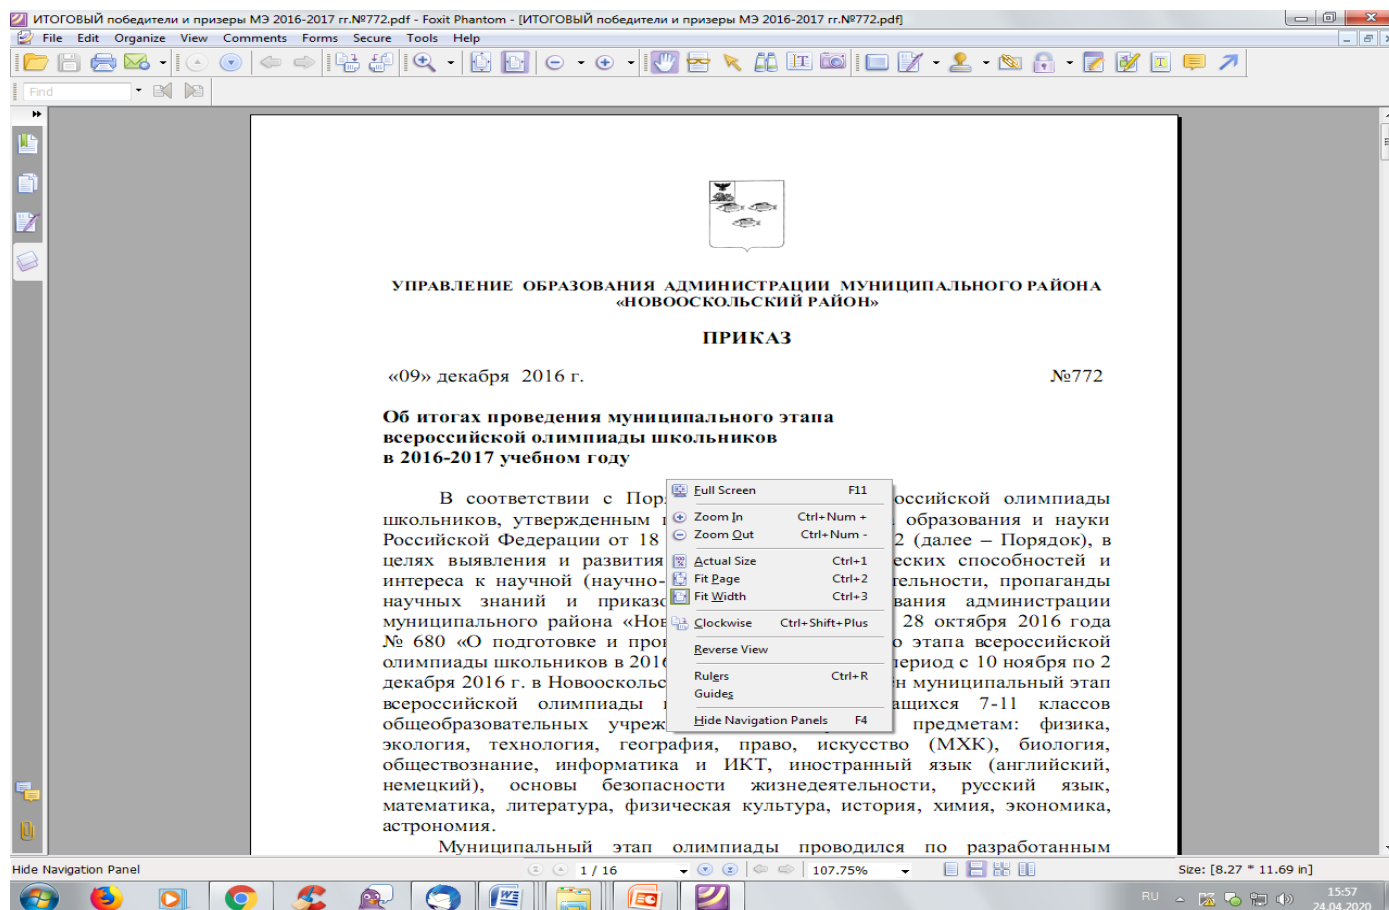 ИТОГОВЫЙ победители и призеры МЭ 2016-2017 гг.№772.pdf - Foxit Phantom - [ИТОГОВЫЙ победители и призеры МЭ 2016-2017 гг.№772.pdf]
File Edit Organize View Comments Forms Secure Tools Help
Find
УПРАВЛЕНИЕ ОБРАЗОВАНИЯ АДМИНИСТРАЦИИ МУНИЦИПАЛЬНОГО РАЙОНА
«НОВООСКОЛЬСКИЙ РАЙОН»
ПРИКАЗ
«09» декабря 2016 г. №772
Об итогах проведения муниципального этапа
всероссийской олимпиады школьников
в 2016-2017 учебном году
В соответствии с Пор оссийской олимпиады
школьников, утвержденным образования и науки
Российской Федерации от 18 2 (далее – Порядок), в
целях выявления и развития еских способностей и
интереса к научной (научно- тельности, пропаганды
научных знаний и приказо вания администрации
муниципального района «Нов 28 октября 2016 года
№ 680 «О подготовке и про о этапа всероссийской
олимпиады школьников в 201 период с 10 ноября по 2
декабря 2016 г. в Новооскольс н муниципальный этап
всероссийской олимпиады ащихся 7-11 классов
общеобразовательных учреж предметам: физика,
экология, технология, география, право, искусство (МХК), биология,
обществознание, информатика и ИКТ, иностранный язык (английский,
немецкий), основы безопасности жизнедеятельности, русский язык,
математика, литература, физическая культура, история, химия, экономика,
астрономия.
Муниципальный этап олимпиады проводился по разработанным
Full Screen F11
Zoom In Ctrl+Num +
Zoom Out Ctrl+Num -
Actual Size Ctrl+1
Fit Page Ctrl+2
Fit Width Ctrl+3
Clockwise Ctrl+Shift+Plus
Reverse View
Rulers Ctrl+R
Guides
Hide Navigation Panels F4
Hide Navigation Panel 1 / 16 107.75% Size: [8.27 * 11.69 in]
RU 15:57
24.04.2020